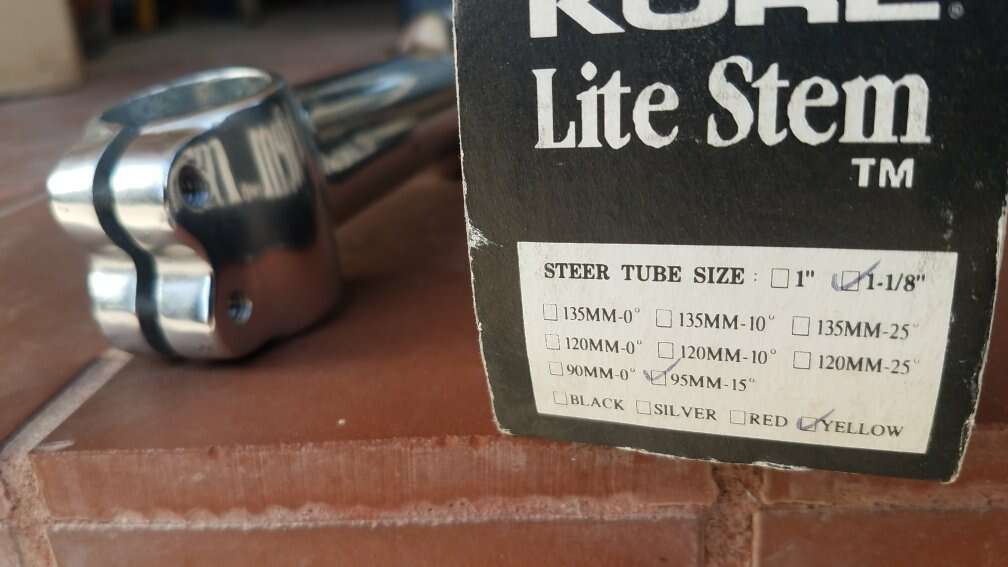 KORE®
Lite Stem
TM
STEER TUBE SIZE : ☐ 1" ☑ 1-1/8"
☐ 135MM-0° ☐ 135MM-10° ☐ 135MM-25°
☐ 120MM-0° ☐ 120MM-10° ☐ 120MM-25°
☐ 90MM-0° ☑ 95MM-15°
☐ BLACK ☐ SILVER ☐ RED ☑ YELLOW